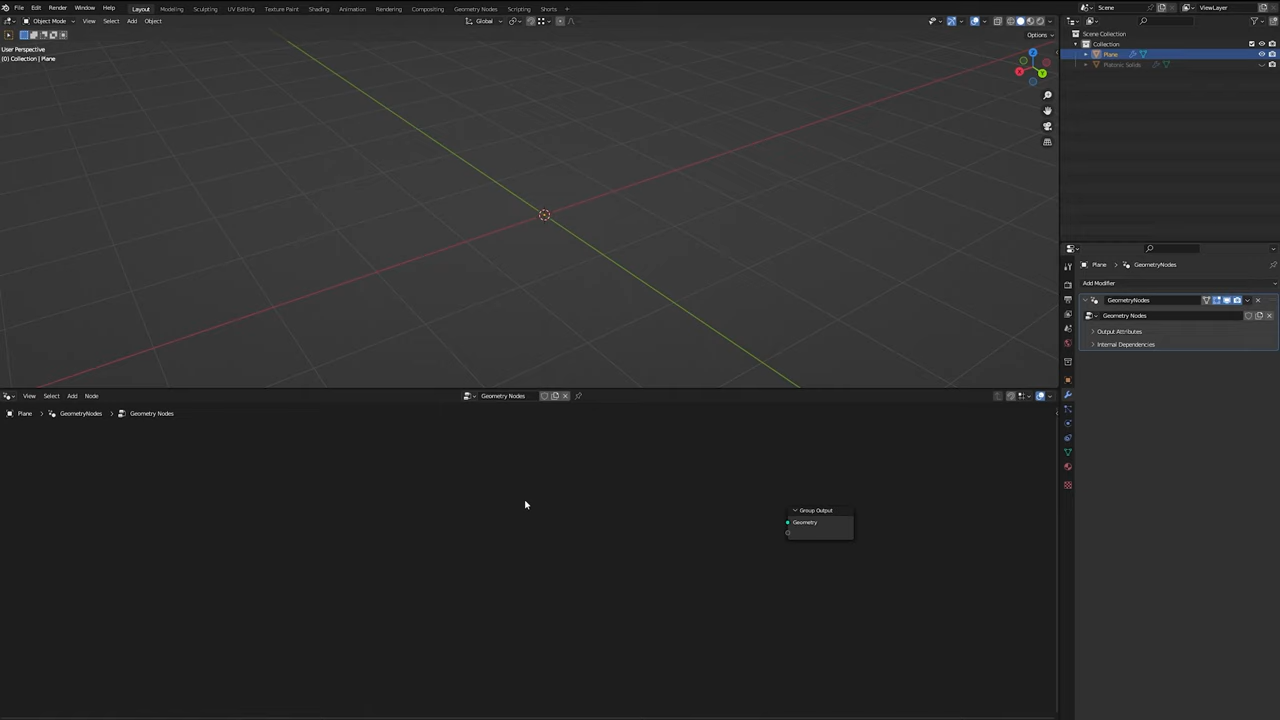 File Edit Render Window Help Layout Modeling Sculpting UV Editing Texture Paint Shading Animation Rendering Compositing Geometry Nodes Scripting Shorts + Scene ViewLayer
Object Mode View Select Add Object Global
Options
User Perspective
(0) Collection | Plane
Scene Collection
Collection
Plane
Platonic Solids
Plane > GeometryNodes
Add Modifier
GeometryNodes
Geometry Nodes
Output Attributes
Internal Dependencies
View Select Add Node Geometry Nodes
Plane > GeometryNodes > Geometry Nodes
Group Output
Geometry